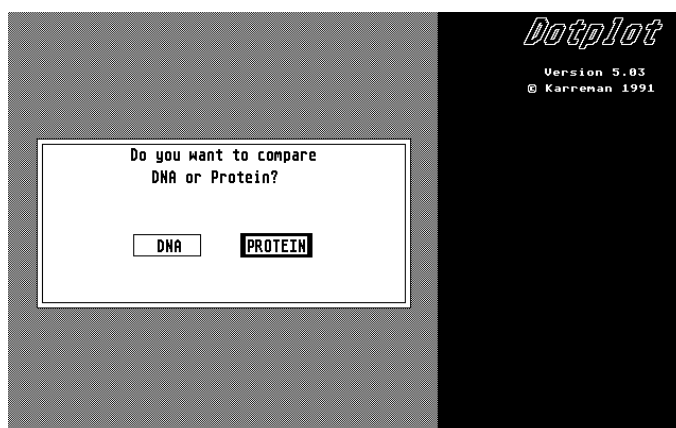 Dotplot
Version 5.03
© Karreman 1991
Do you want to compare
DNA or Protein?
DNA PROTEIN